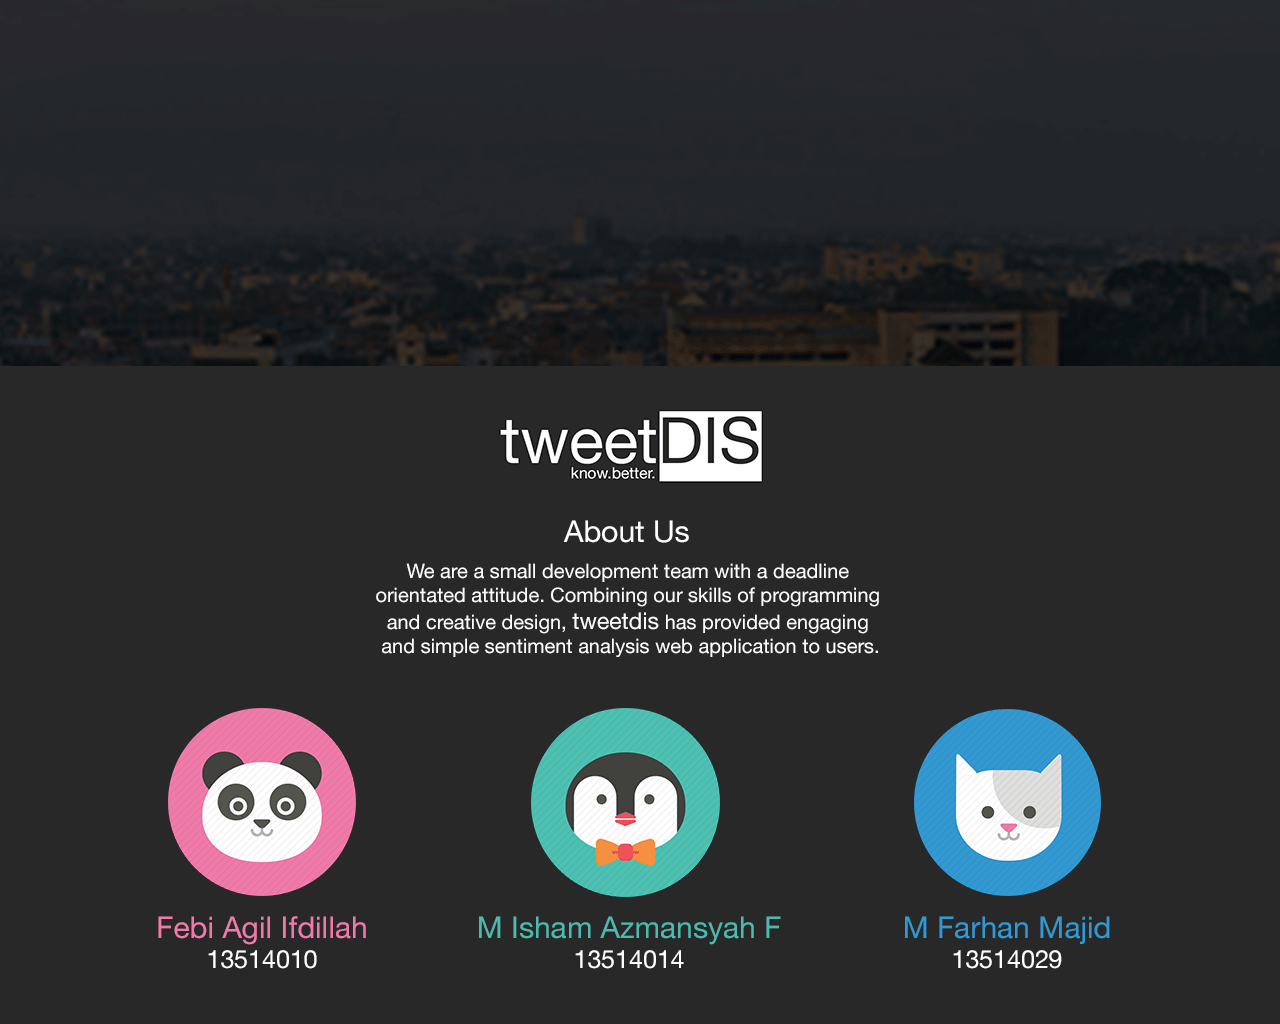 tweetDIS
know.better.
About Us
We are a small development team with a deadline
orientated attitude. Combining our skills of programming
and creative design, tweetdis has provided engaging
and simple sentiment analysis web application to users.
Febi Agil Ifdillah
13514010
M Isham Azmansyah F
13514014
M Farhan Majid
13514029